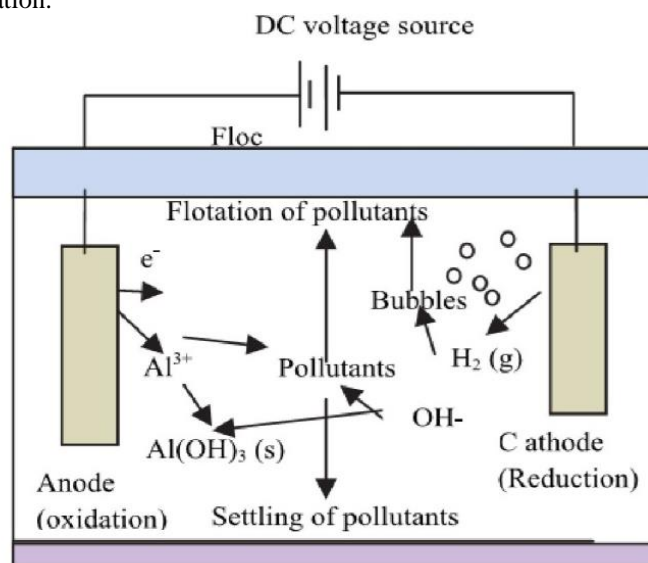 ation.
DC voltage source
Floc
Flotation of pollutants
e-
Bubbles
Al3+
Pollutants
H2 (g)
OH-
Al(OH)3 (s)
C athode
(Reduction)
Anode
(oxidation)
Settling of pollutants